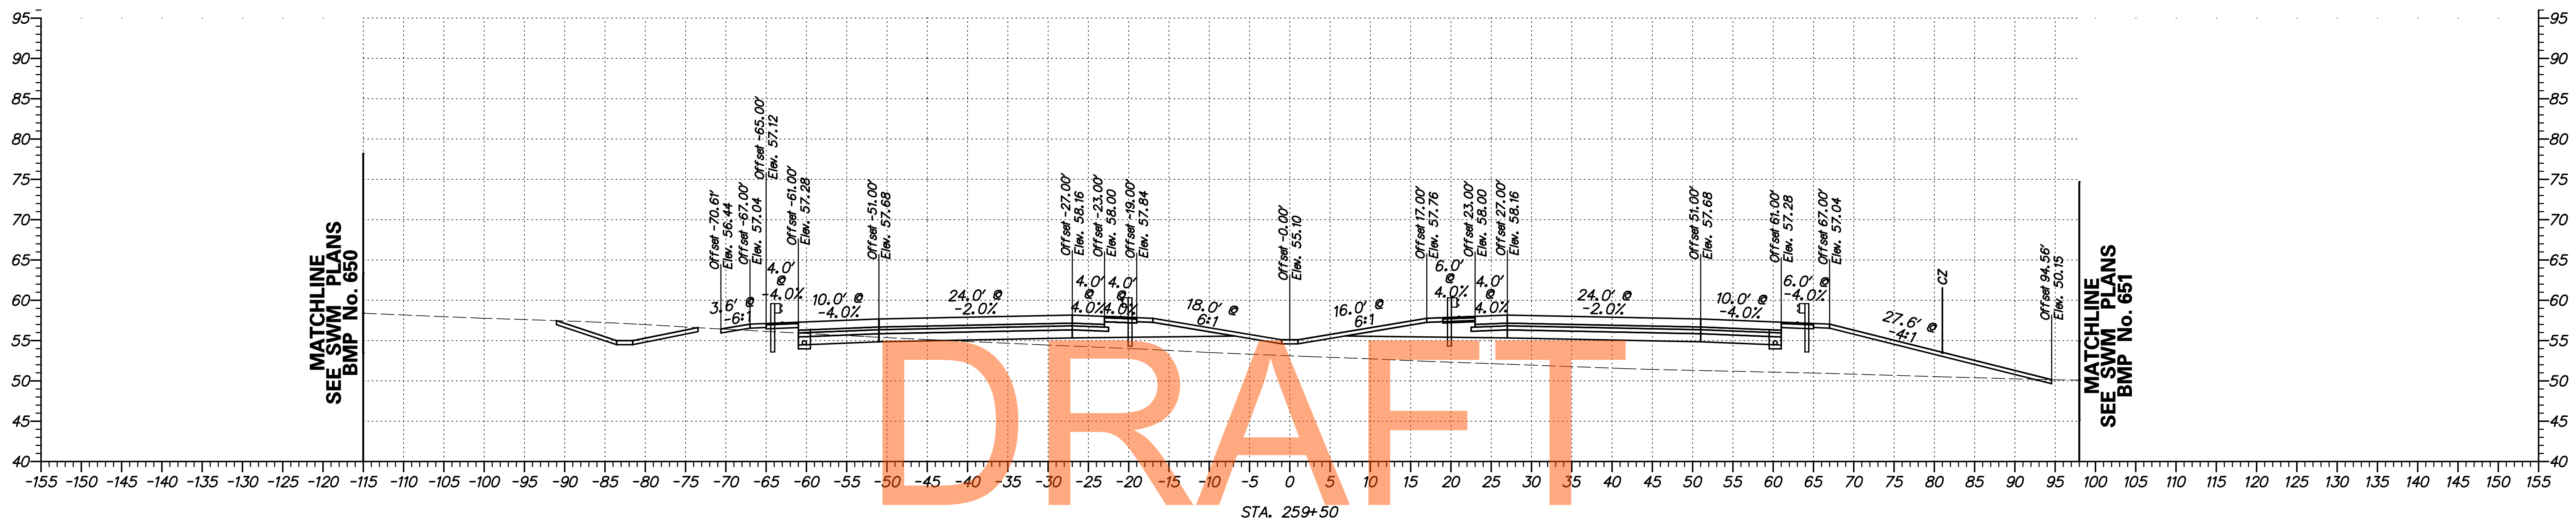 95
90
85
80
75
70
65
60
55
50
45
40
MATCHLINE
SEE SWM PLANS
BMP No. 650
Offset -70.61'
Elev. 56.44
Offset -67.00'
Elev. 57.04
Offset -65.00'
Elev. 57.12
Offset -61.00'
Elev. 57.28
Offset -51.00'
Elev. 57.68
Offset -27.00'
Elev. 58.16
Offset -23.00'
Elev. 58.00
Offset -19.00'
Elev. 57.84
Offset -0.00'
Elev. 55.10
Offset 17.00'
Elev. 57.76
Offset 23.00'
Elev. 58.00
Offset 27.00'
Elev. 58.16
Offset 51.00'
Elev. 57.68
Offset 61.00'
Elev. 57.28
Offset 67.00'
Elev. 57.04
CZ
Offset 94.56'
Elev. 50.15
3.6' @
-6:1
4.0'
@
-4.0%
10.0' @
-4.0%
24.0' @
-2.0%
4.0'
@
4.0%
4.0'
@
4.0%
18.0' @
6:1
16.0' @
6:1
6.0'
@
4.0%
4.0'
@
4.0%
24.0' @
-2.0%
10.0' @
-4.0%
6.0' @
-4.0%
27.6' @
-4:1
MATCHLINE
SEE SWM PLANS
BMP No. 651
95
90
85
80
75
70
65
60
55
50
45
40
DRAFT
-155 -150 -145 -140 -135 -130 -125 -120 -115 -110 -105 -100 -95 -90 -85 -80 -75 -70 -65 -60 -55 -50 -45 -40 -35 -30 -25 -20 -15 -10 -5 0 5 10 15 20 25 30 35 40 45 50 55 60 65 70 75 80 85 90 95 100 105 110 115 120 125 130 135 140 145 150 155
STA. 259+50